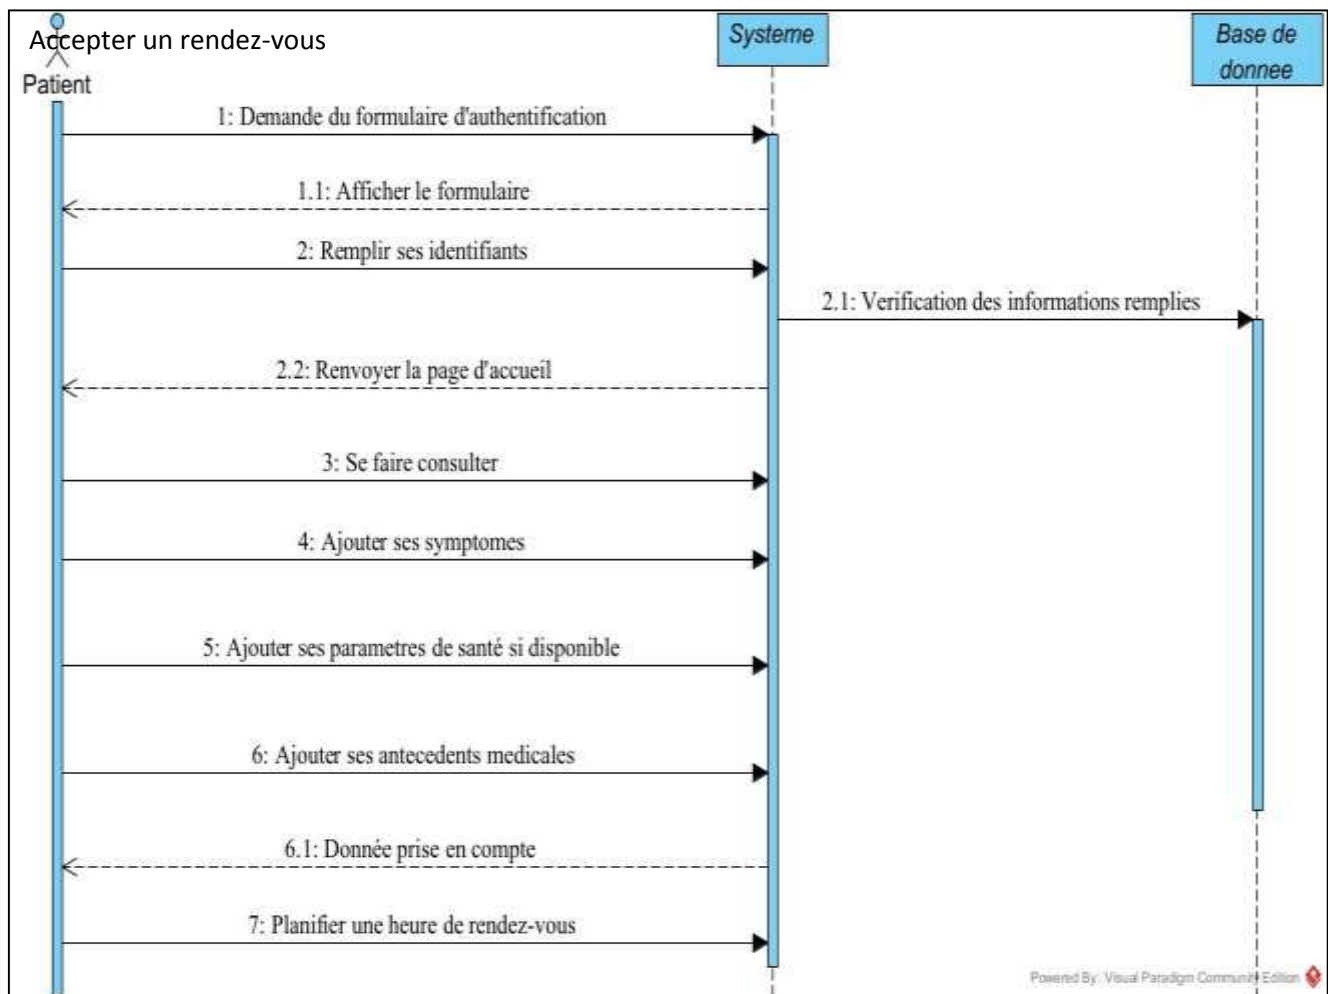 Accepter un rendez-vous
Patient
Systeme
Base de
donnee
1: Demande du formulaire d'authentification
1.1: Afficher le formulaire
2: Remplir ses identifiants
2.1: Verification des informations remplies
2.2: Renvoyer la page d'accueil
3: Se faire consulter
4: Ajouter ses symptomes
5: Ajouter ses parametres de santé si disponible
6: Ajouter ses antecedents medicales
6.1: Donnée prise en compte
7: Planifier une heure de rendez-vous
Powered By: Visual Paradigm Community Edition